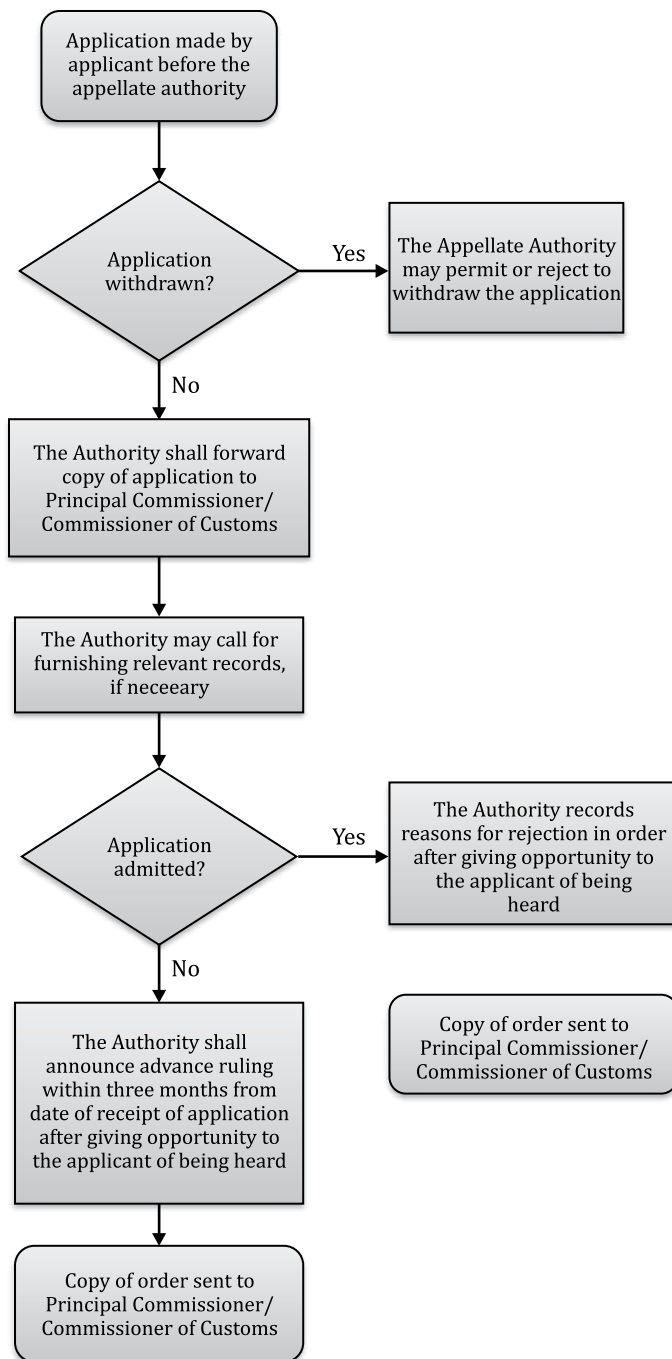 Application made by
applicant before the
appellate authority
Application
withdrawn?
Yes
The Appellate Authority
may permit or reject to
withdraw the application
No
The Authority shall forward
copy of application to
Principal Commissioner/
Commissioner of Customs
The Authority may call for
furnishing relevant records,
if neceeary
Application
admitted?
Yes
The Authority records
reasons for rejection in order
after giving opportunity to
the applicant of being
heard
No
The Authority shall
announce advance ruling
within three months from
date of receipt of application
after giving opportunity to
the applicant of being heard
Copy of order sent to
Principal Commissioner/
Commissioner of Customs
Copy of order sent to
Principal Commissioner/
Commissioner of Customs